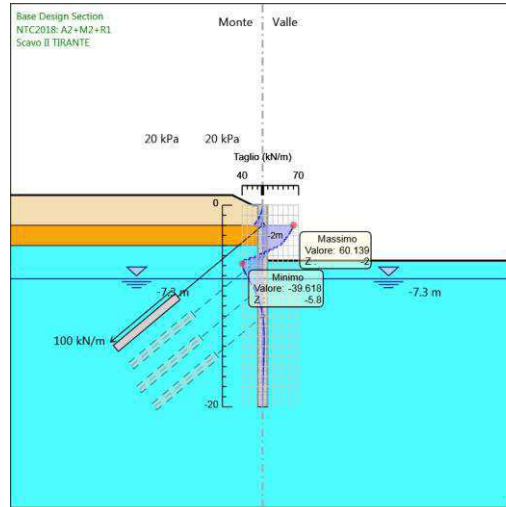 Base Design Section
NTC2018: A2+M2+R1
Scavo II TIRANTE
Monte
Valle
20 kPa
20 kPa
Taglio (kN/m)
40
70
0
-2m
Massimo
Valore: 60.139
Z : -2
Minimo
Valore: -39.618
Z : -5.8
-7.3 m
-7.3 m
100 kN/m
-20